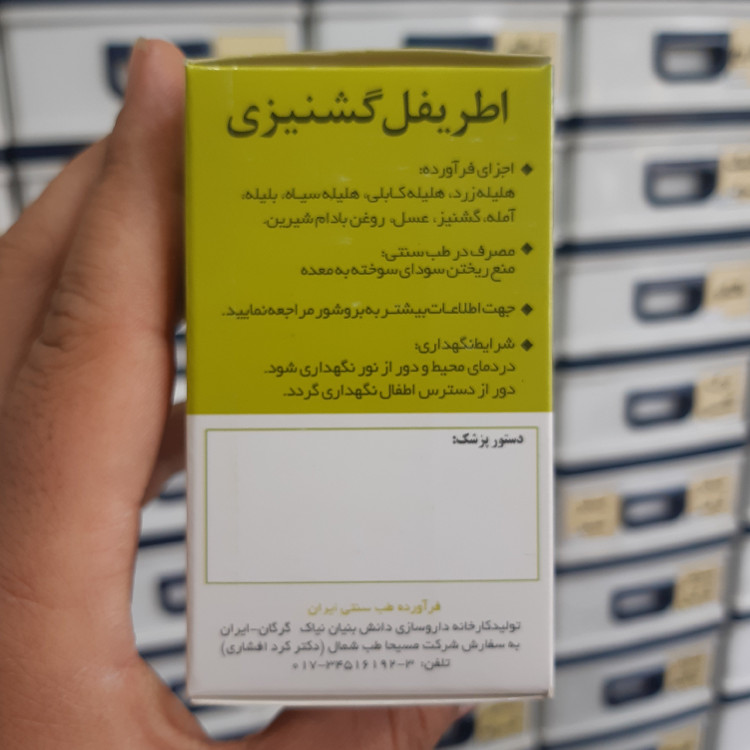 اطریفل گشنیزی
◆ اجزای فرآورده:
هلیله زرد، هلیله کابلی، هلیله سیاه، بلیله،
آمله، گشنیز، عسل، روغن بادام شیرین.
◆ مصرف در طب سنتی:
منع ریختن سودای سوخته به معده
◆ جهت اطلاعات بیشتر به بروشور مراجعه نمایید.
◆ شرایط نگهداری:
در دمای محیط و دور از نور نگهداری شود.
دور از دسترس اطفال نگهداری گردد.
دستور پزشک:
فرآورده طب سنتی ایران
تولید کارخانه داروسازی دانش بنیان نیاک گرگان-ایران
به سفارش شرکت مسیحا طب شمال (دکتر کرد افشاری)
تلفن: ۳-۰۱۷-۳۴۵۱۶۱۹۲